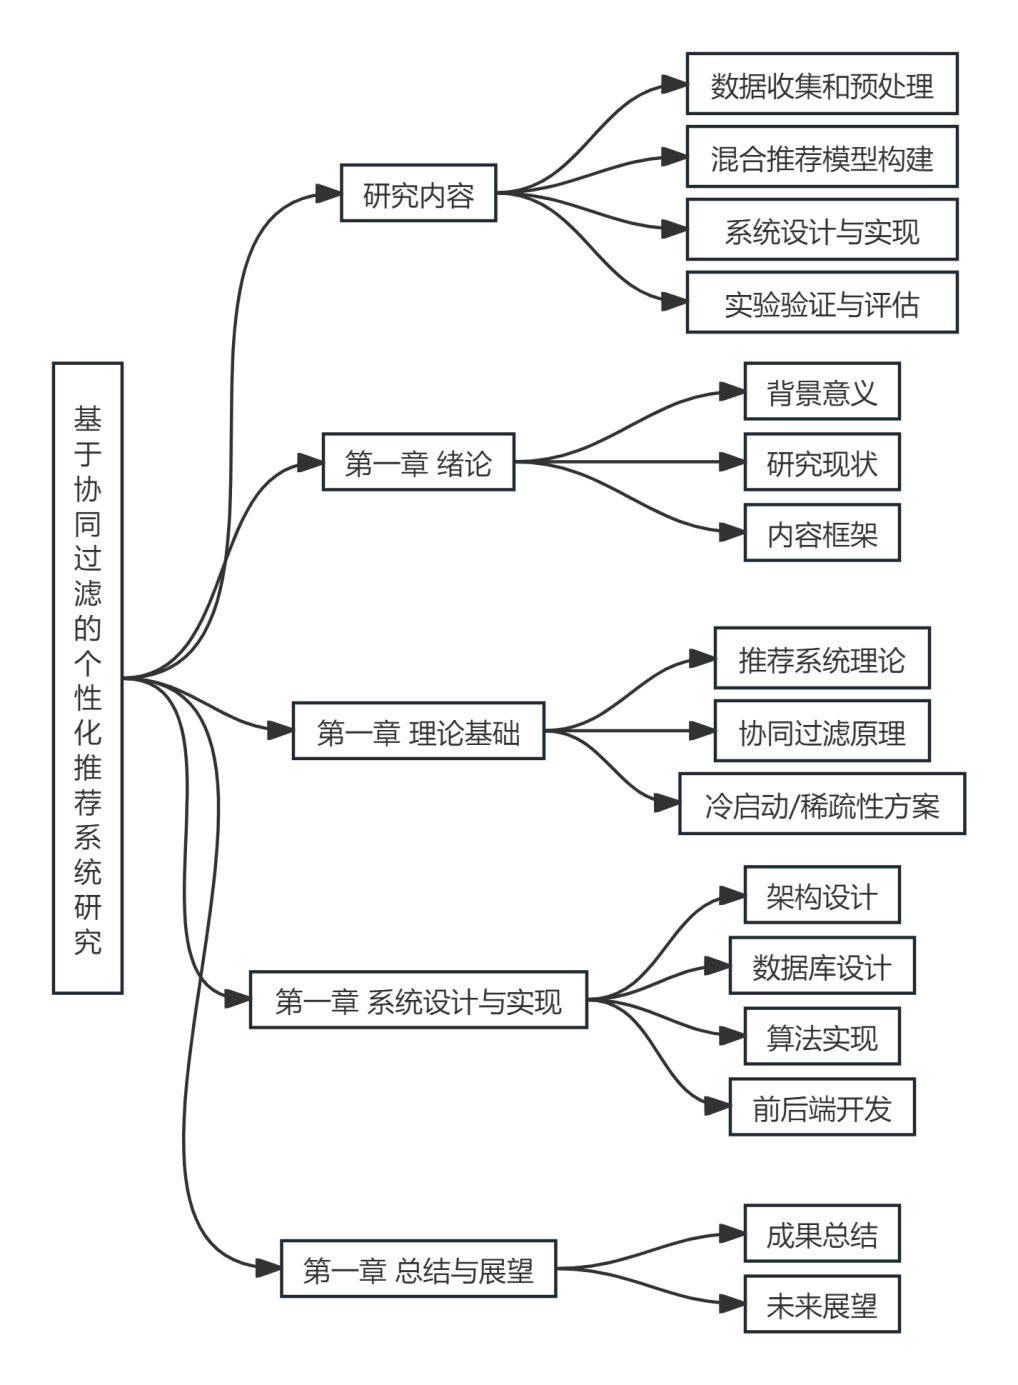 基于协同过滤的个性化推荐系统研究
研究内容
数据收集和预处理
混合推荐模型构建
系统设计与实现
实验验证与评估
第一章 绪论
背景意义
研究现状
内容框架
第一章 理论基础
推荐系统理论
协同过滤原理
冷启动/稀疏性方案
第一章 系统设计与实现
架构设计
数据库设计
算法实现
前后端开发
第一章 总结与展望
成果总结
未来展望